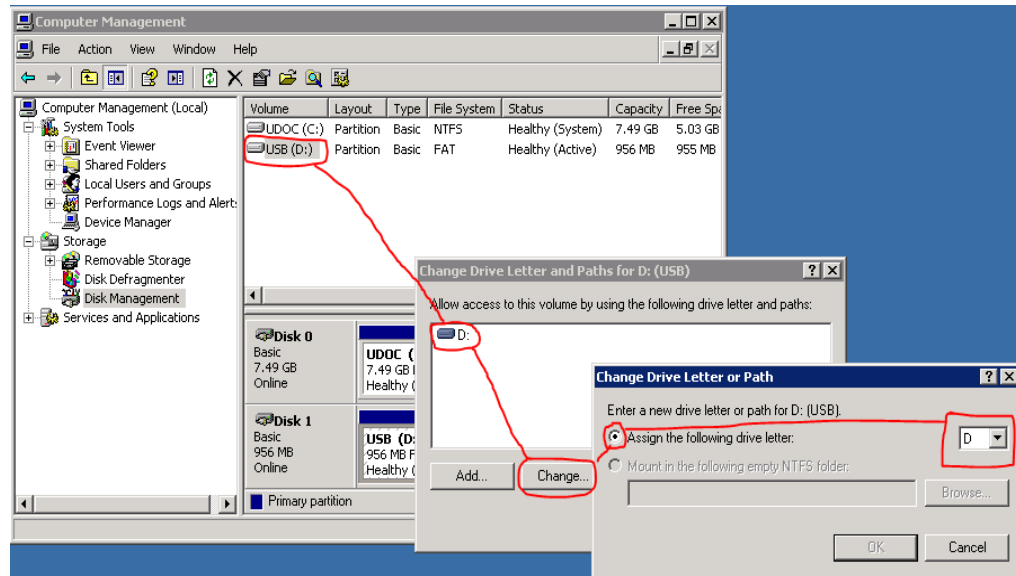 Computer Management
File Action View Window Help
Computer Management (Local)
System Tools
Event Viewer
Shared Folders
Local Users and Groups
Performance Logs and Alert:
Device Manager
Storage
Removable Storage
Disk Defragmenter
Disk Management
Services and Applications
Volume Layout Type File System Status Capacity Free Spa
UDOC (C:) Partition Basic NTFS Healthy (System) 7.49 GB 5.03 GB
USB (D:) Partition Basic FAT Healthy (Active) 956 MB 955 MB
Disk 0
Basic
7.49 GB
Online
UDOC (
7.49 GB
Healthy (
Disk 1
Basic
956 MB
Online
USB (D:
956 MB F
Healthy (
Primary partition
Change Drive Letter and Paths for D: (USB)
Allow access to this volume by using the following drive letter and paths:
D:
Add... Change...
Change Drive Letter or Path
Enter a new drive letter or path for D: (USB).
Assign the following drive letter: D
Mount in the following empty NTFS folder:
Browse...
OK Cancel